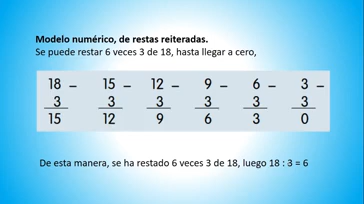 Modelo numérico, de restas reiteradas.
Se puede restar 6 veces 3 de 18, hasta llegar a cero,
18 – 15 – 12 – 9 – 6 – 3 –
3 3 3 3 3 3
15 12 9 6 3 0
De esta manera, se ha restado 6 veces 3 de 18, luego 18 : 3 = 6